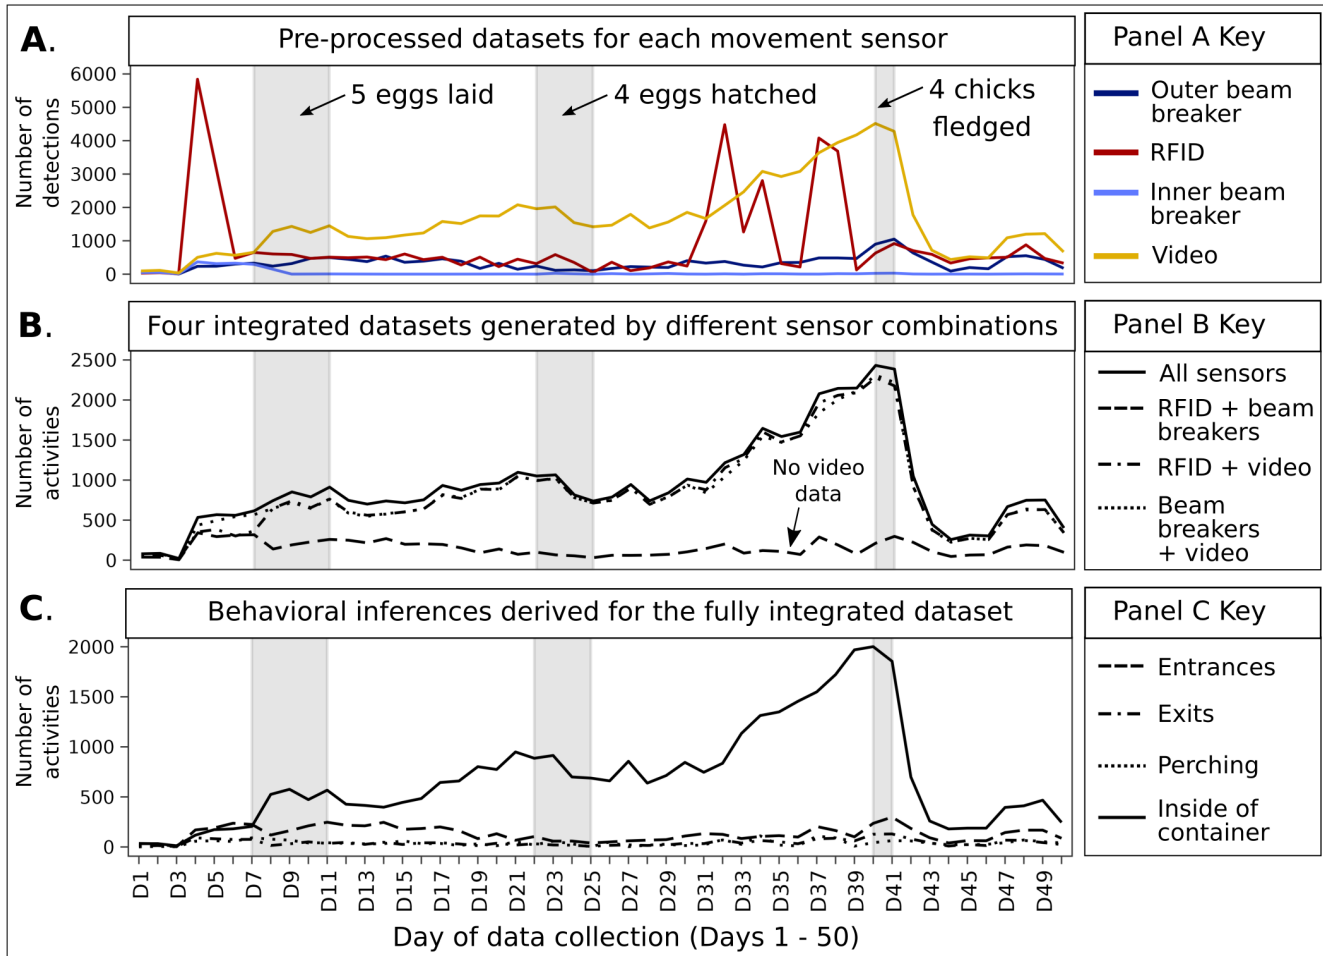 A.
Pre-processed datasets for each movement sensor
Panel A Key
Number of
detections
6000
5000
4000
3000
2000
1000
0
5 eggs laid
4 eggs hatched
4 chicks
fledged
Outer beam
breaker
RFID
Inner beam
breaker
Video
B.
Four integrated datasets generated by different sensor combinations
Panel B Key
Number of
activities
2500
2000
1500
1000
500
0
No video
data
All sensors
RFID + beam
breakers
RFID + video
Beam
breakers
+ video
C.
Behavioral inferences derived for the fully integrated dataset
Panel C Key
Number of
activities
2000
1500
1000
500
0
Entrances
Exits
Perching
Inside of
container
D1
D3
D5
D7
D9
D11
D13
D15
D17
D19
D21
D23
D25
D27
D29
D31
D33
D35
D37
D39
D41
D43
D45
D47
D49
Day of data collection (Days 1 - 50)